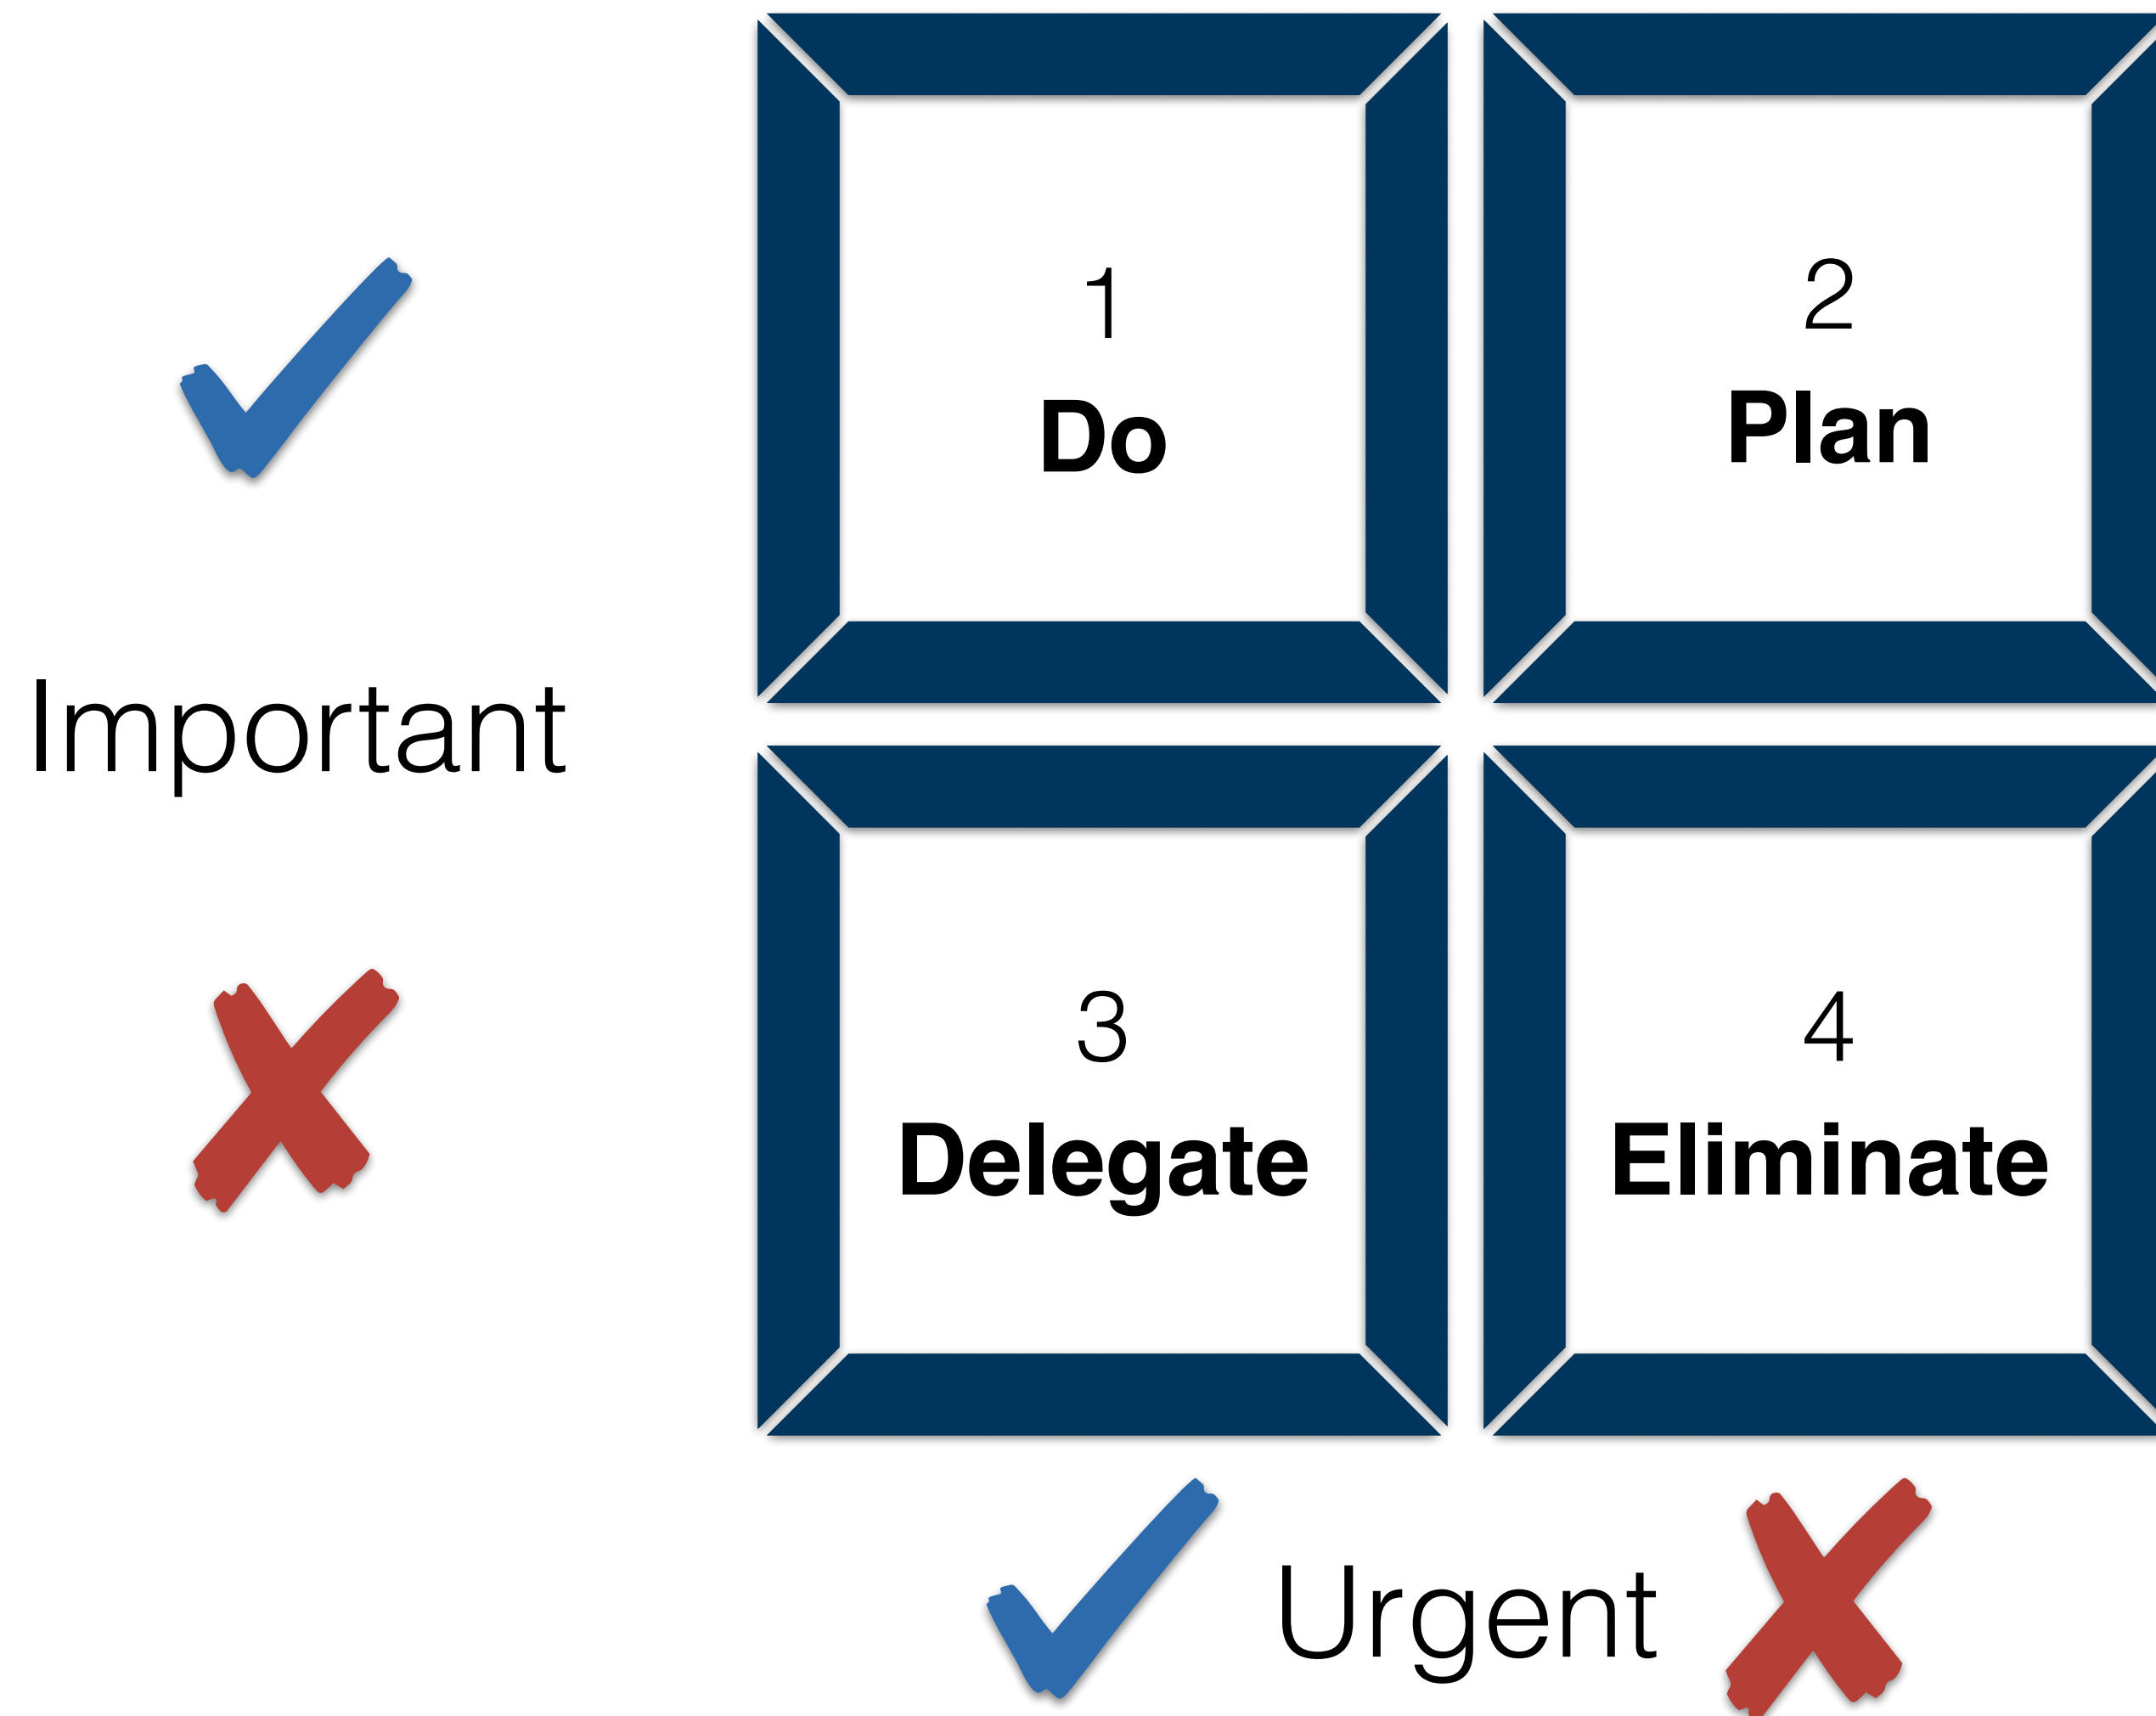 1
Do
2
Plan
Important
3
Delegate
4
Eliminate
Urgent